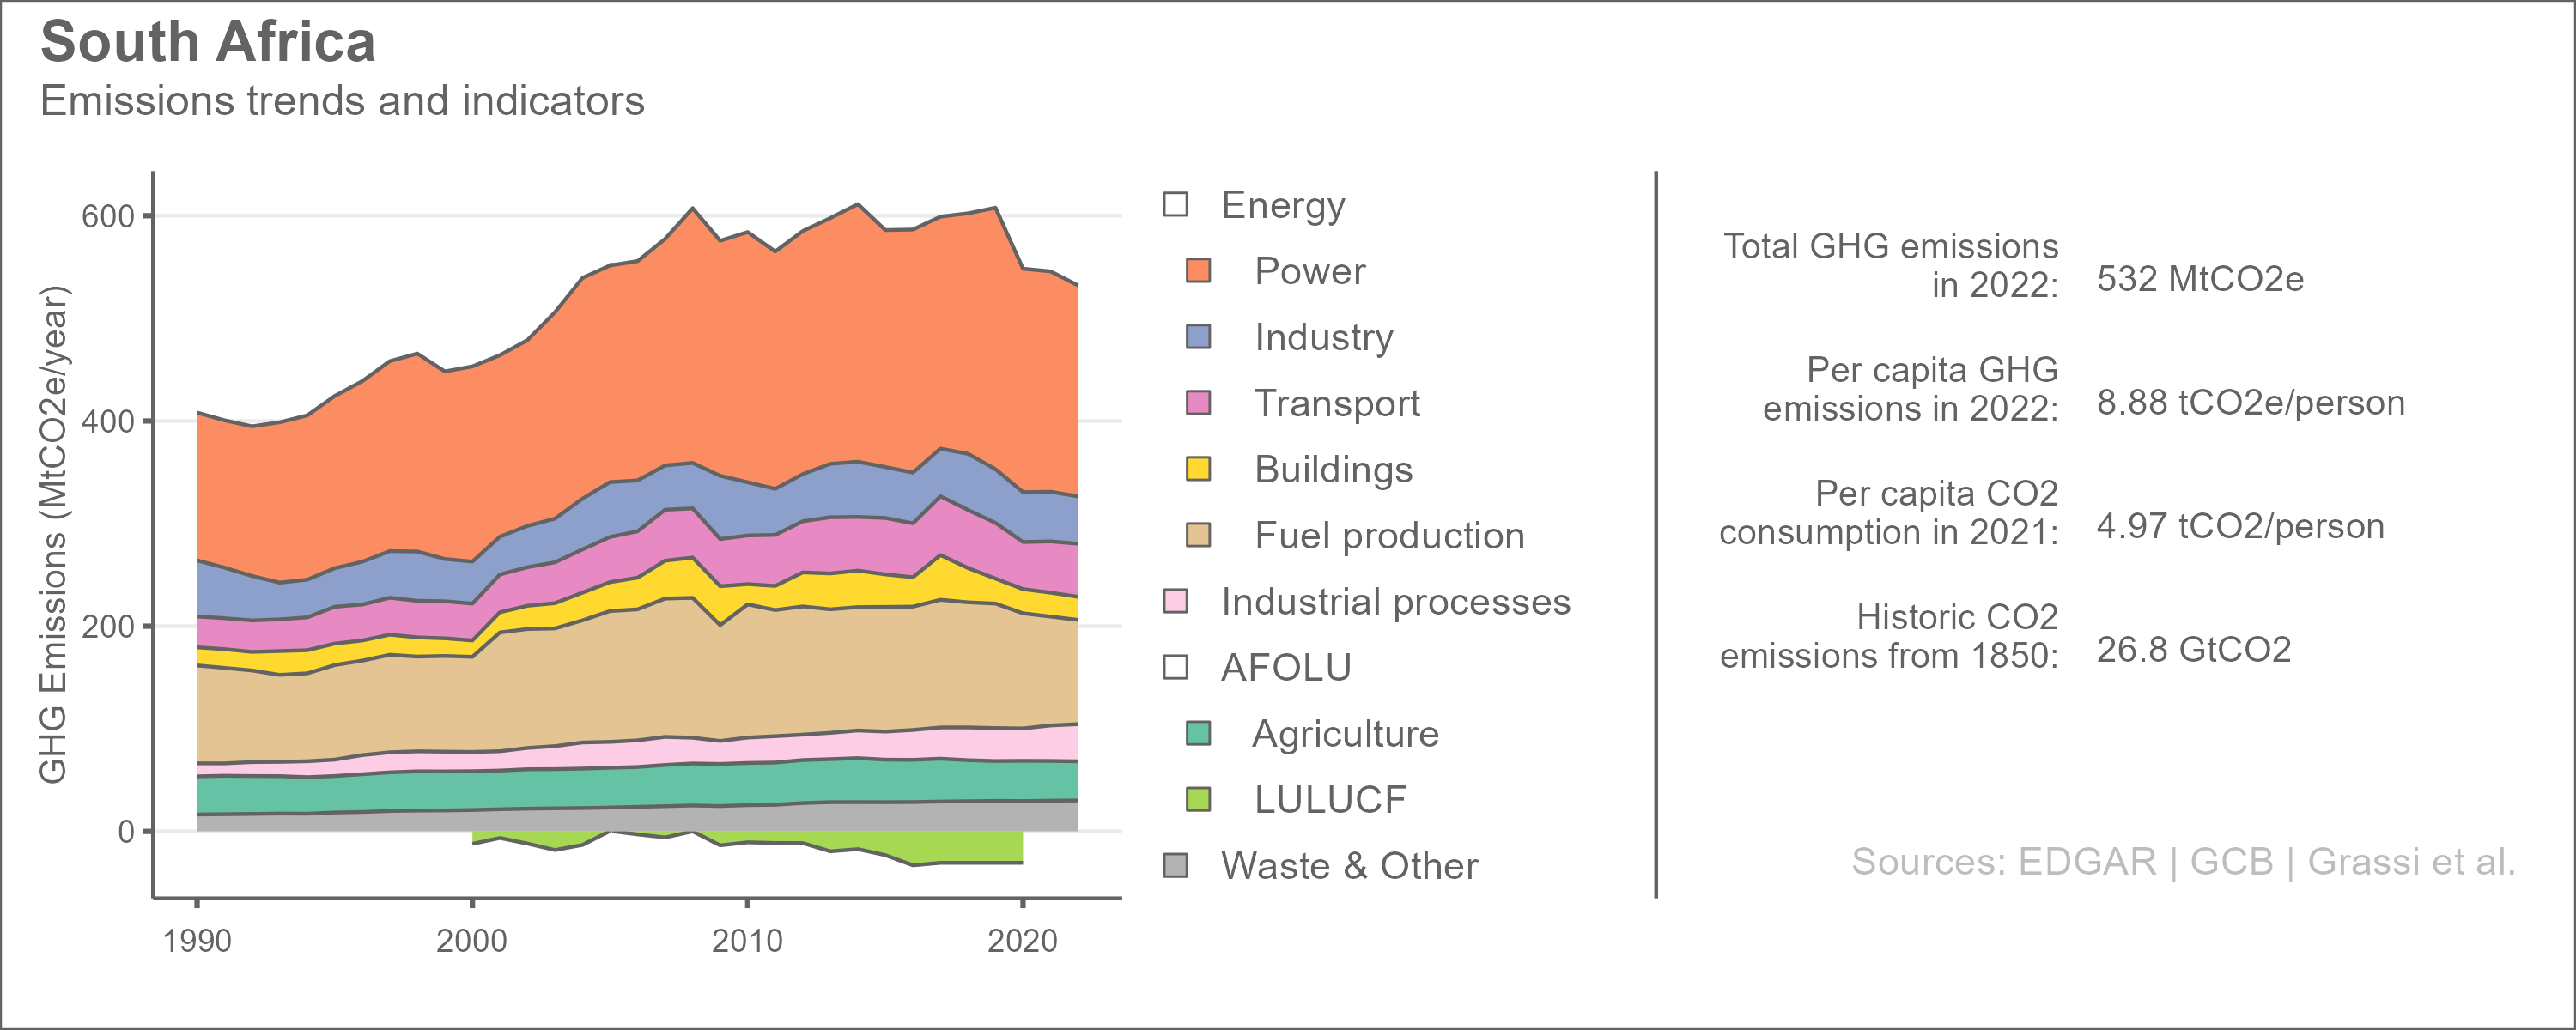 South Africa
Emissions trends and indicators
GHG Emissions (MtCO2e/year)
600
400
200
0
1990
2000
2010
2020
Energy
Power
Industry
Transport
Buildings
Fuel production
Industrial processes
AFOLU
Agriculture
LULUCF
Waste & Other
Total GHG emissions
in 2022:
532 MtCO2e
Per capita GHG
emissions in 2022:
8.88 tCO2e/person
Per capita CO2
consumption in 2021:
4.97 tCO2/person
Historic CO2
emissions from 1850:
26.8 GtCO2
Sources: EDGAR | GCB | Grassi et al.